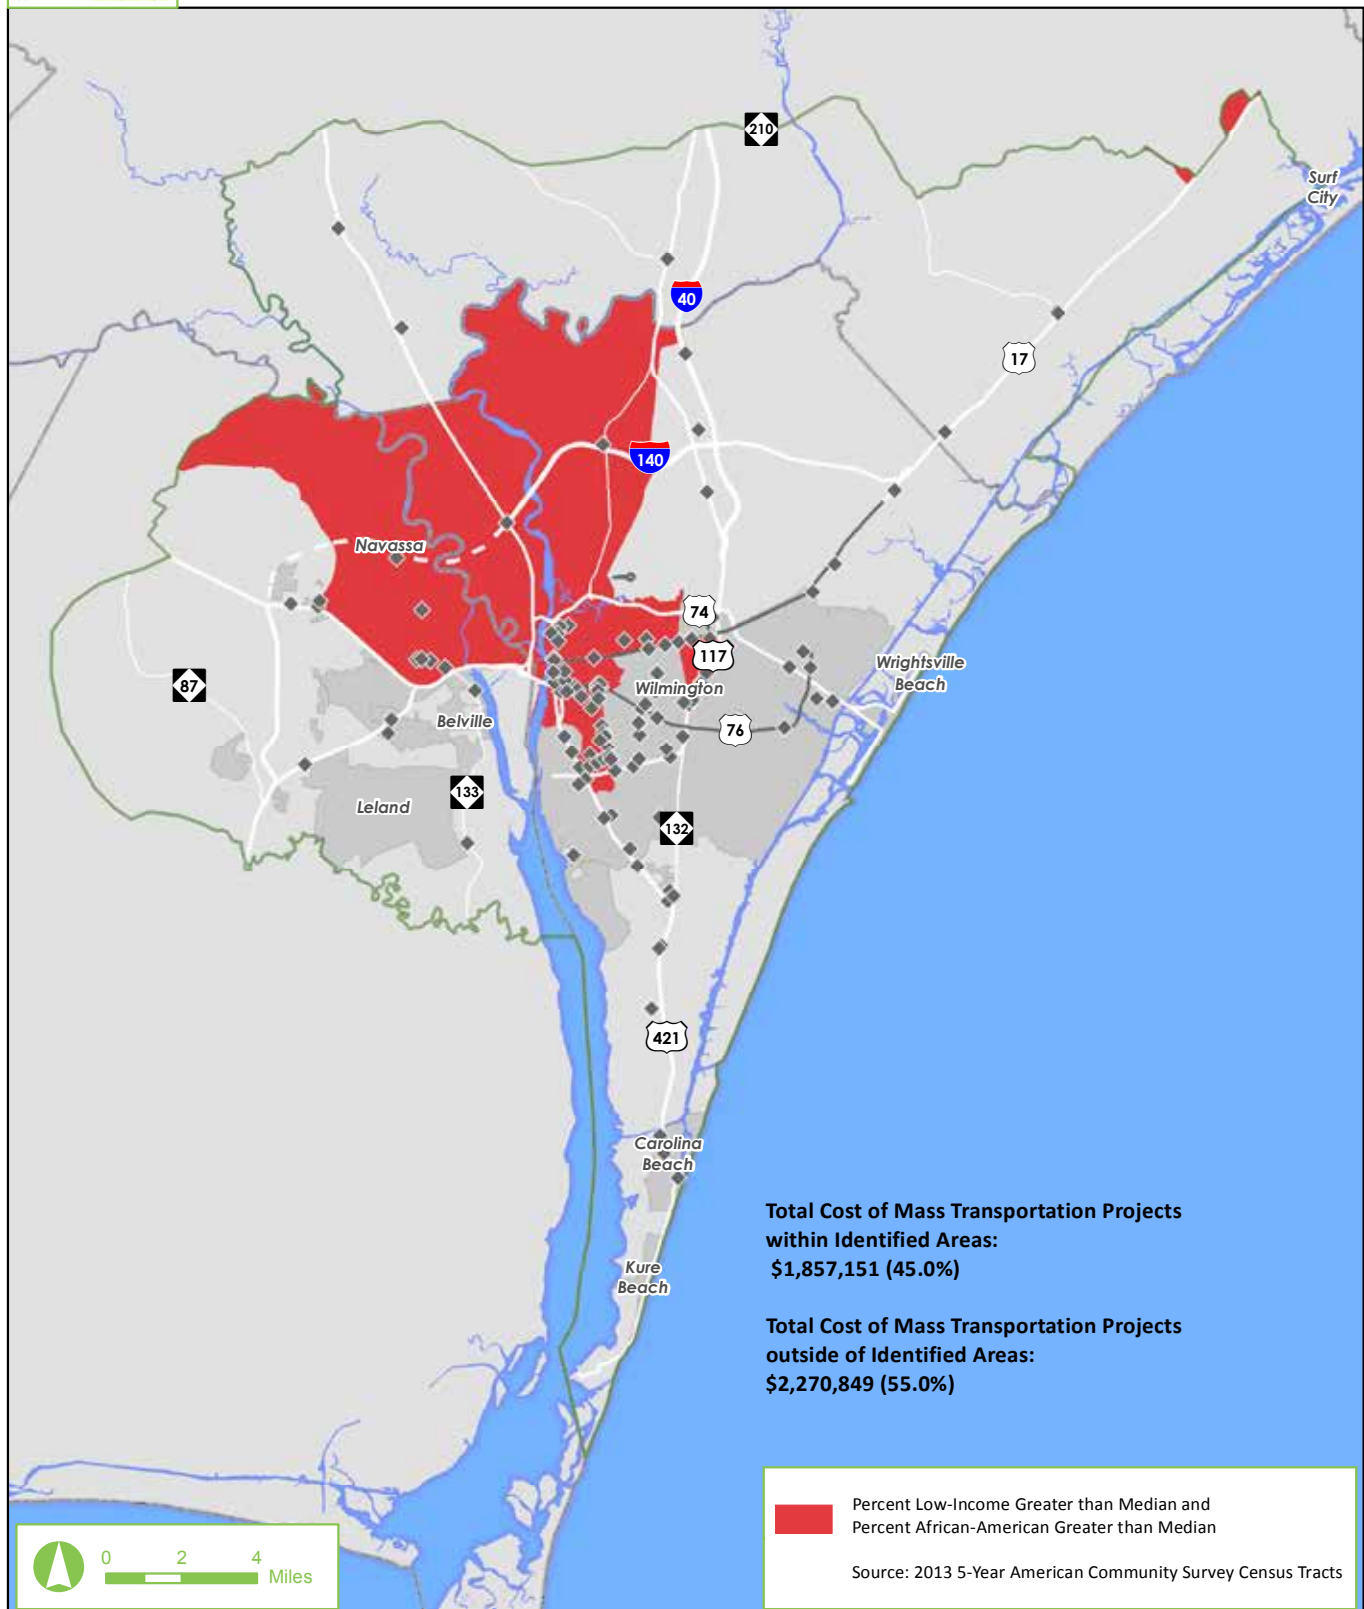 210
Surf
City
40
17
140
Navassa
74
117
Wrightsville
Beach
87
Wilmington
Belville
76
133
Leland
132
421
Carolina
Beach
Kure
Beach
Total Cost of Mass Transportation Projects
within Identified Areas:
$1,857,151 (45.0%)
Total Cost of Mass Transportation Projects
outside of Identified Areas:
$2,270,849 (55.0%)
Percent Low-Income Greater than Median and
Percent African-American Greater than Median
Source: 2013 5-Year American Community Survey Census Tracts
0 2 4
Miles